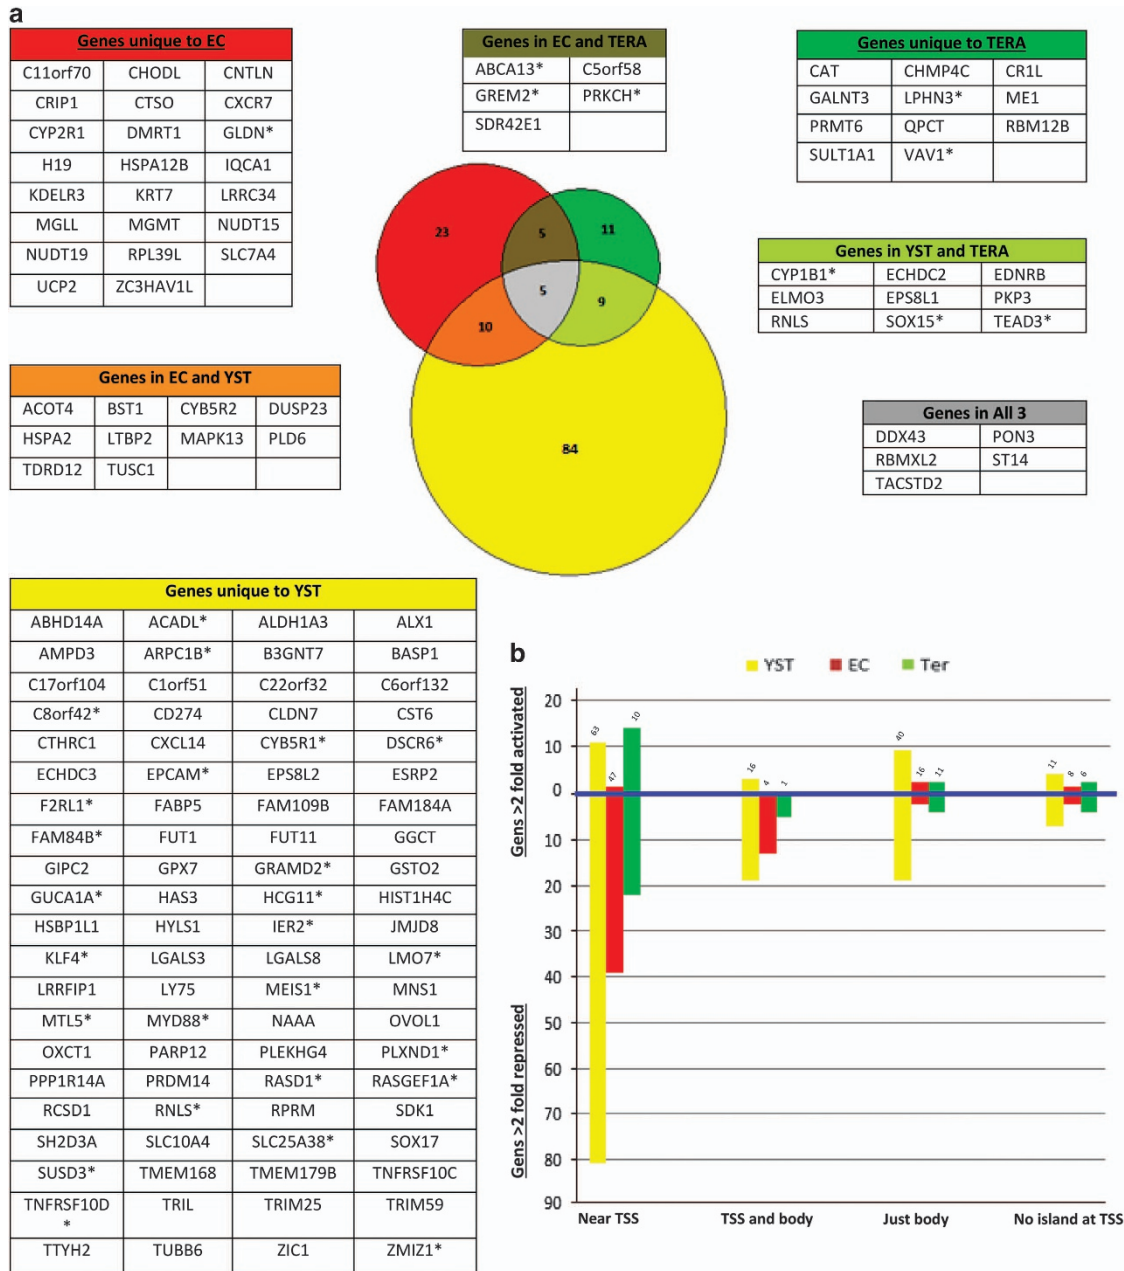 a
Genes unique to EC
C11orf70 CHODL CNTLN
CRIP1 CTSO CXCR7
CYP2R1 DMRT1 GLDN*
H19 HSPA12B IQCA1
KDELR3 KRT7 LRRC34
MGLL MGMT NUDT15
NUDT19 RPL39L SLC7A4
UCP2 ZC3HAV1L
Genes in EC and TERA
ABCA13* C5orf58
GREM2* PRKCH*
SDR42E1
Genes unique to TERA
CAT CHMP4C CR1L
GALNT3 LPHN3* ME1
PRMT6 QPCT RBM12B
SULT1A1 VAV1*
23
5
11
5
10
9
84
Genes in YST and TERA
CYP1B1* ECHDC2 EDNRB
ELMO3 EPS8L1 PKP3
RNLS SOX15* TEAD3*
Genes in EC and YST
ACOT4 BST1 CYB5R2 DUSP23
HSPA2 LTBP2 MAPK13 PLD6
TDRD12 TUSC1
Genes in All 3
DDX43 PON3
RBMXL2 ST14
TACSTD2
Genes unique to YST
ABHD14A ACADL* ALDH1A3 ALX1
AMPD3 ARPC1B* B3GNT7 BASP1
C17orf104 C1orf51 C22orf32 C6orf132
C8orf42* CD274 CLDN7 CST6
CTHRC1 CXCL14 CYB5R1* DSCR6*
ECHDC3 EPCAM* EPS8L2 ESRP2
F2RL1* FABP5 FAM109B FAM184A
FAM84B* FUT1 FUT11 GGCT
GIPC2 GPX7 GRAMD2* GSTO2
GUCA1A* HAS3 HCG11* HIST1H4C
HSBP1L1 HYLS1 IER2* JMJD8
KLF4* LGALS3 LGALS8 LMO7*
LRRFIP1 LY75 MEIS1* MNS1
MTL5* MYD88* NAAA OVOL1
OXCT1 PARP12 PLEKHG4 PLXND1*
PPP1R14A PRDM14 RASD1* RASGEF1A*
RCSD1 RNLS* RPRM SDK1
SH2D3A SLC10A4 SLC25A38* SOX17
SUSD3* TMEM168 TMEM179B TNFRSF10C
TNFRSF10D
* TRIL TRIM25 TRIM59
TTYH2 TUBB6 ZIC1 ZMIZ1*
b
YST EC Ter
Gens >2 fold activated
Gens >2 fold repressed
20
10
0
10
20
30
40
50
60
70
80
90
63 47 10
16 4 1
40 16 11
11 8 6
Near TSS TSS and body Just body No island at TSS